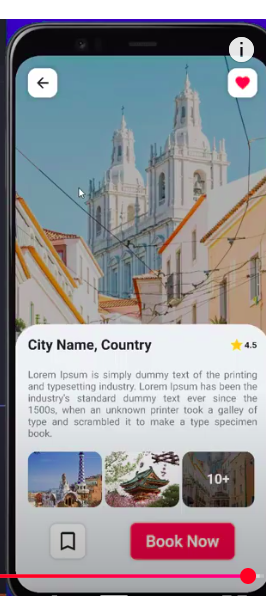 i
City Name, Country
4.5
Lorem Ipsum is simply dummy text of the printing
and typesetting industry. Lorem Ipsum has been the
industry's standard dummy text ever since the
1500s, when an unknown printer took a galley of
type and scrambled it to make a type specimen
book.
10+
Book Now